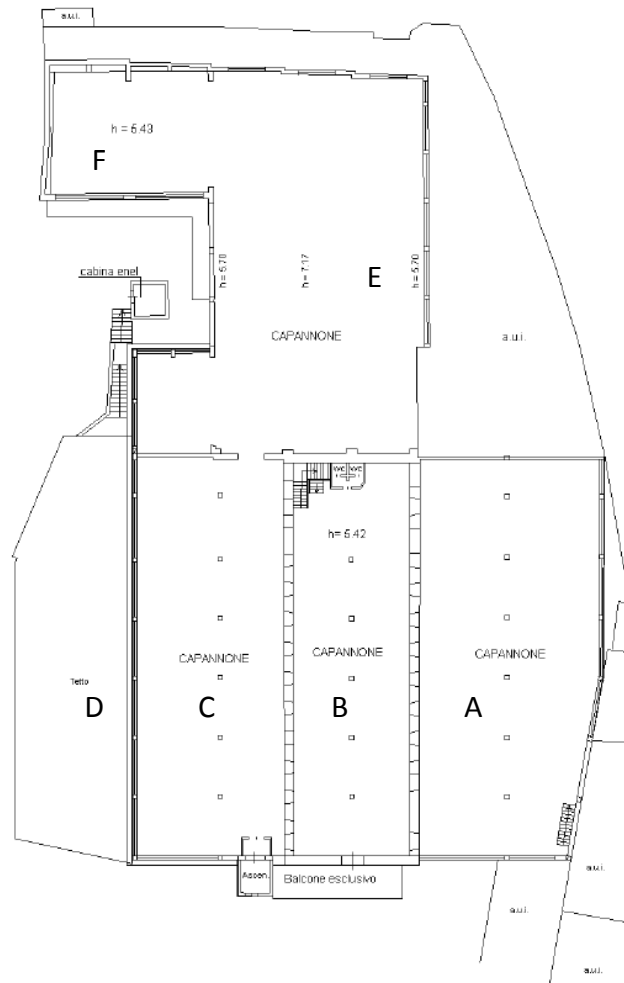 a.u.i.
h = 5.43
F
cabina enel
h = 5.70
h = 7.17
E
h = 5.70
CAPANNONE
a.u.i.
WC WC
h= 5.42
CAPANNONE
CAPANNONE
CAPANNONE
Tetto
D
C
B
A
Ascen.
Balcone esclusivo
a.u.i.
a.u.i.
a.u.i.